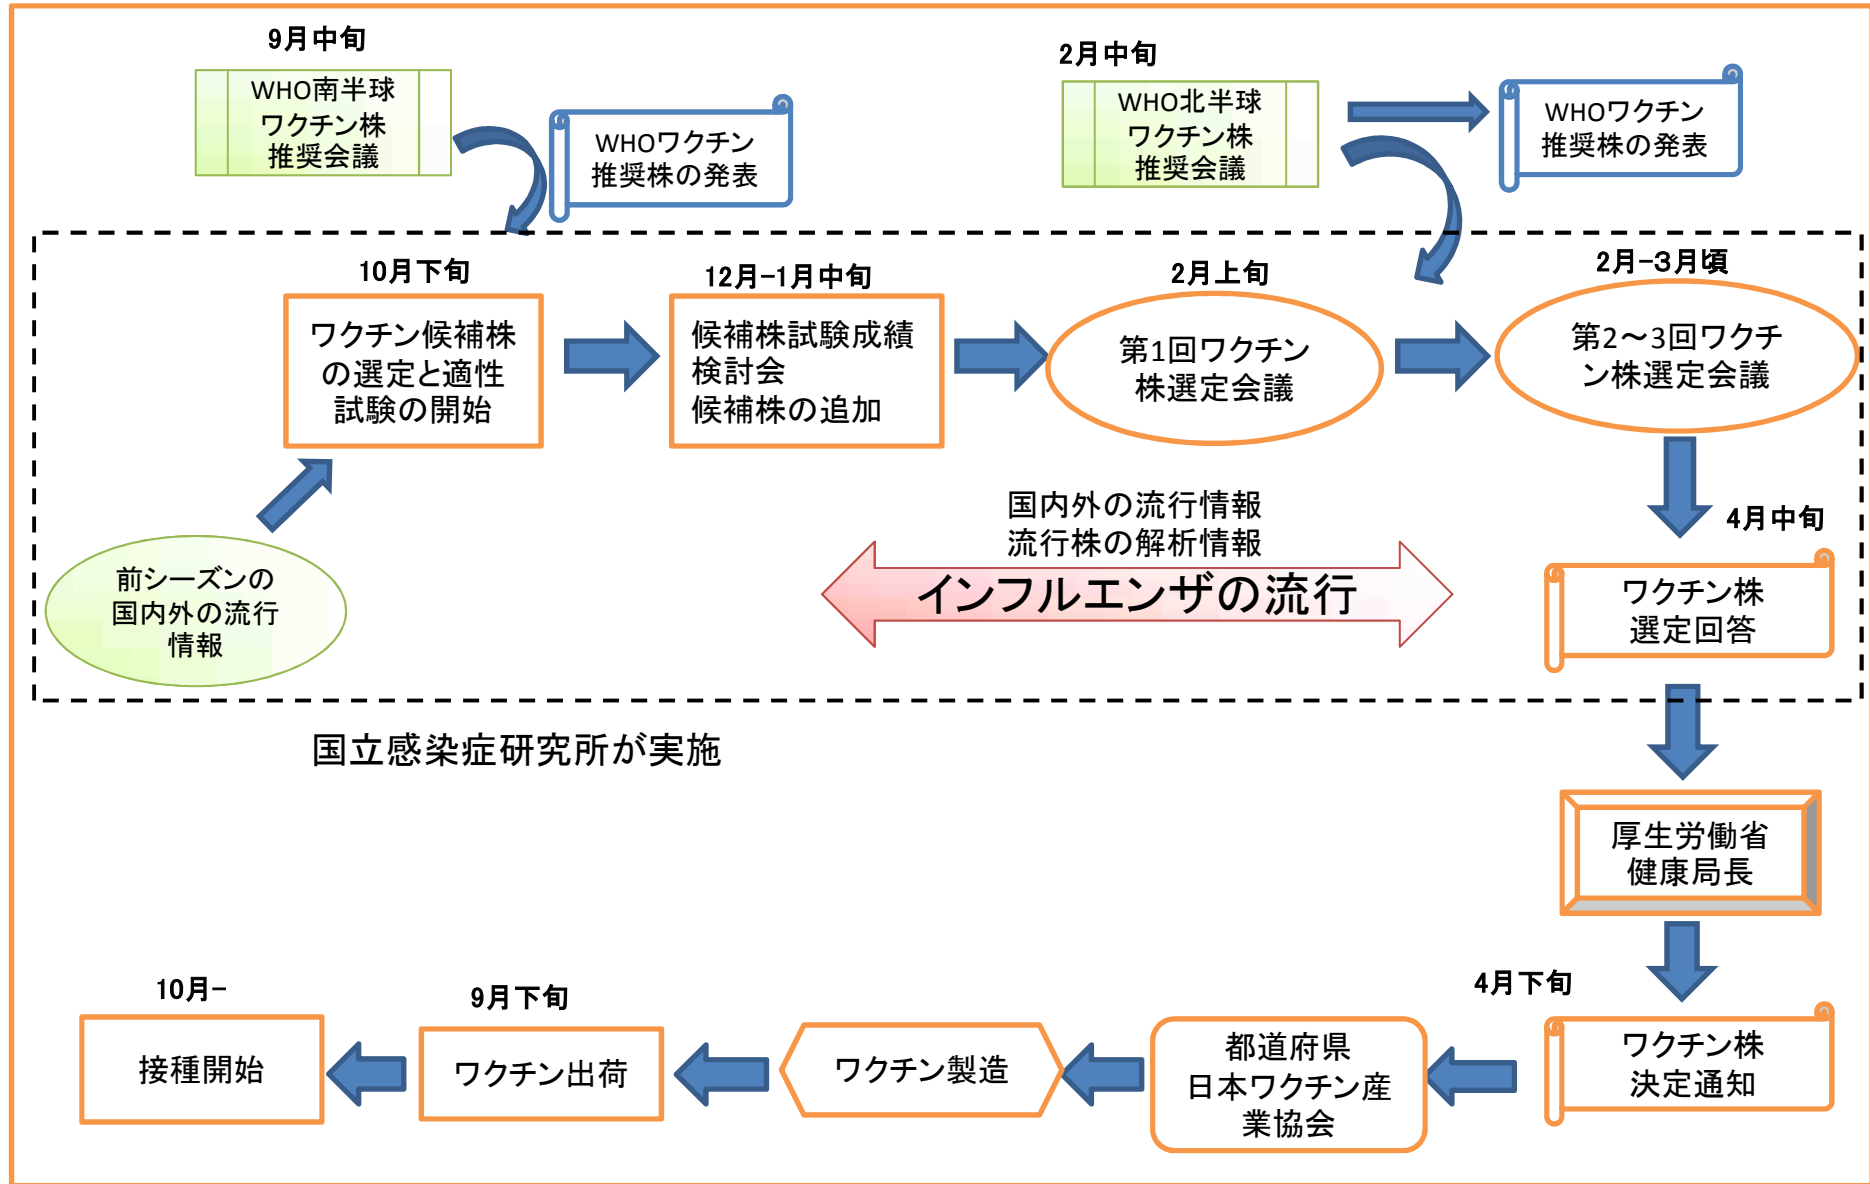 9月中旬
WHO南半球
ワクチン株
推奨会議
WHOワクチン
推奨株の発表
2月中旬
WHO北半球
ワクチン株
推奨会議
WHOワクチン
推奨株の発表
10月下旬
ワクチン候補株
の選定と適性
試験の開始
12月-1月中旬
候補株試験成績
検討会
候補株の追加
2月上旬
第1回ワクチン
株選定会議
2月-3月頃
第2～3回ワクチ
ン株選定会議
前シーズンの
国内外の流行
情報
国内外の流行情報
流行株の解析情報
インフルエンザの流行
4月中旬
ワクチン株
選定回答
国立感染症研究所が実施
厚生労働省
健康局長
4月下旬
ワクチン株
決定通知
都道府県
日本ワクチン産
業協会
ワクチン製造
9月下旬
ワクチン出荷
10月-
接種開始